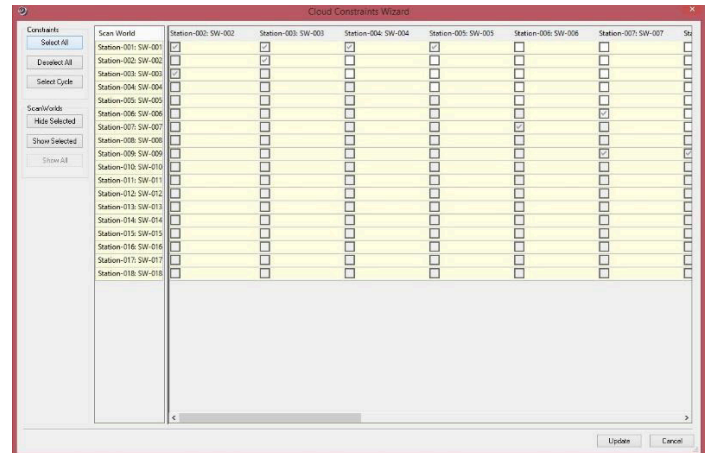 Cloud Constraints Wizard
Constraints
Select All
Deselect All
Select Cycle
ScanWorlds
Hide Selected
Show Selected
Show All
Scan World Station-002: SW-002 Station-003: SW-003 Station-004: SW-004 Station-005: SW-005 Station-006: SW-006 Station-007: SW-007 Sta
Station-001: SW-001
Station-002: SW-002
Station-003: SW-003
Station-004: SW-004
Station-005: SW-005
Station-006: SW-006
Station-007: SW-007
Station-008: SW-008
Station-009: SW-009
Station-010: SW-010
Station-011: SW-011
Station-012: SW-012
Station-013: SW-013
Station-014: SW-014
Station-015: SW-015
Station-016: SW-016
Station-017: SW-017
Station-018: SW-018
Update Cancel